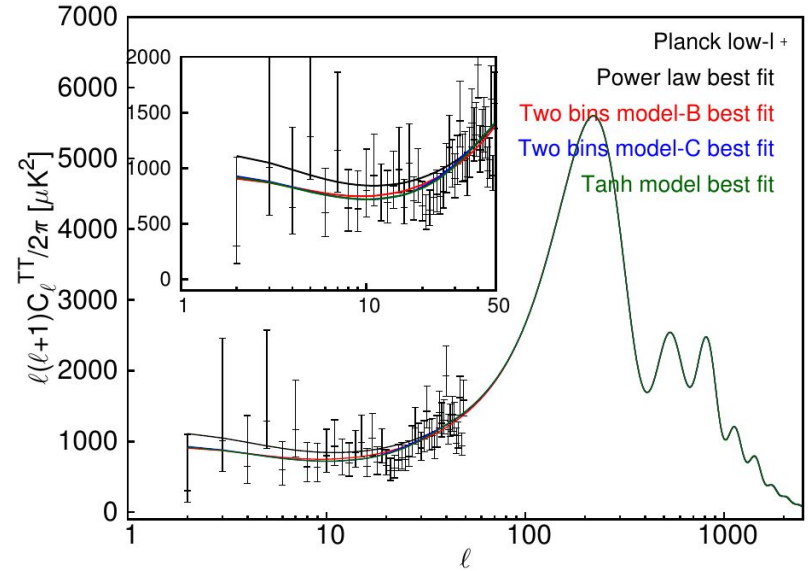 7000
6000
5000
4000
3000
2000
1000
0
ℓ(ℓ+1)C_ℓ^TT/2π [μK²]
Planck low-l +
Power law best fit
Two bins model-B best fit
Two bins model-C best fit
Tanh model best fit
2000
1500
1000
500
0
1 10 50
1 10 100 1000
ℓ